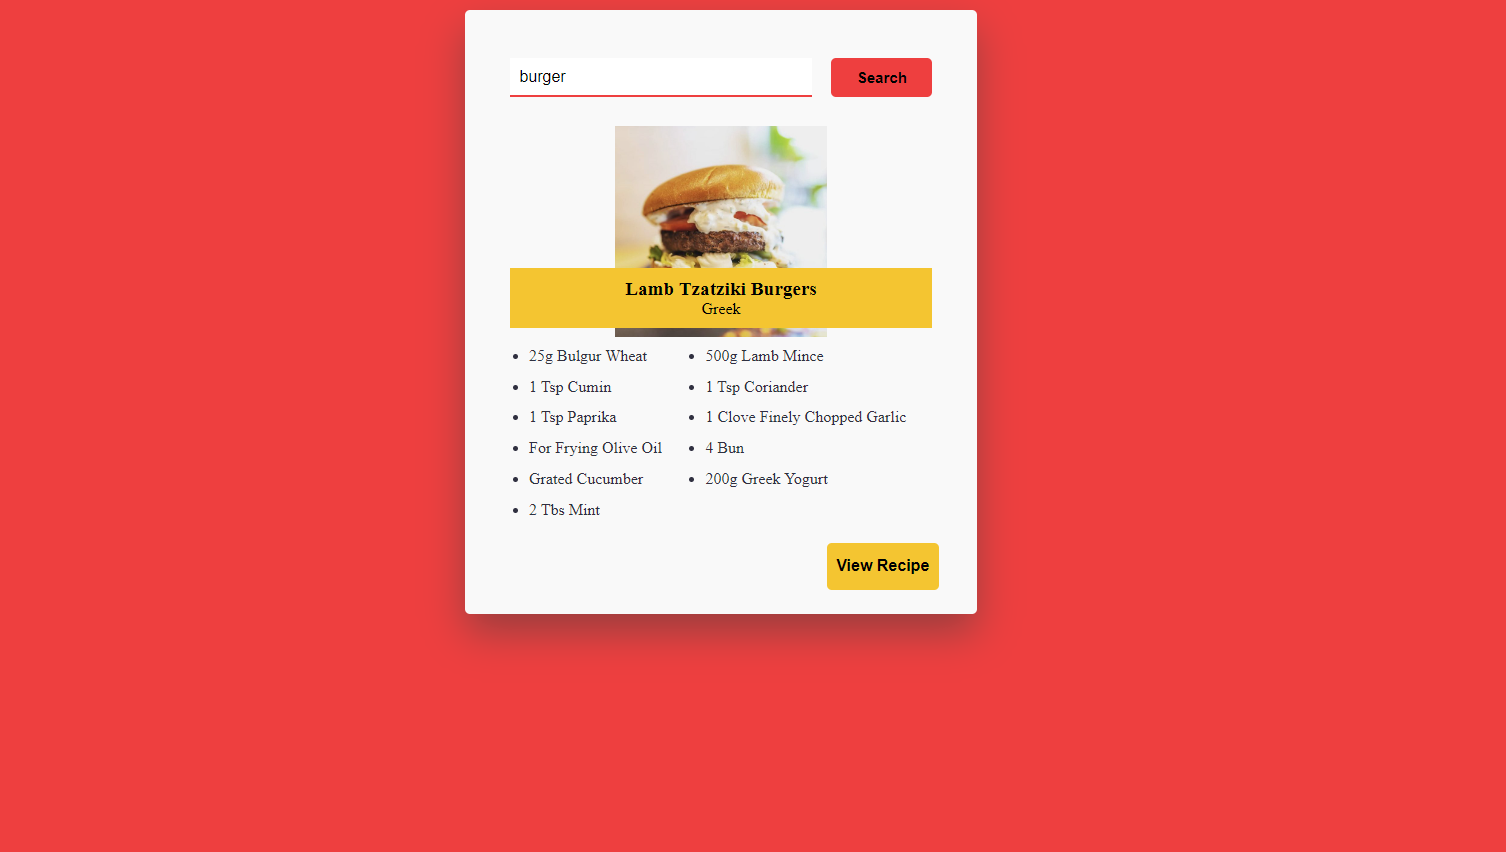 burger
Search
Lamb Tzatziki Burgers
Greek
25g Bulgur Wheat
500g Lamb Mince
1 Tsp Cumin
1 Tsp Coriander
1 Tsp Paprika
1 Clove Finely Chopped Garlic
For Frying Olive Oil
4 Bun
Grated Cucumber
200g Greek Yogurt
2 Tbs Mint
View Recipe